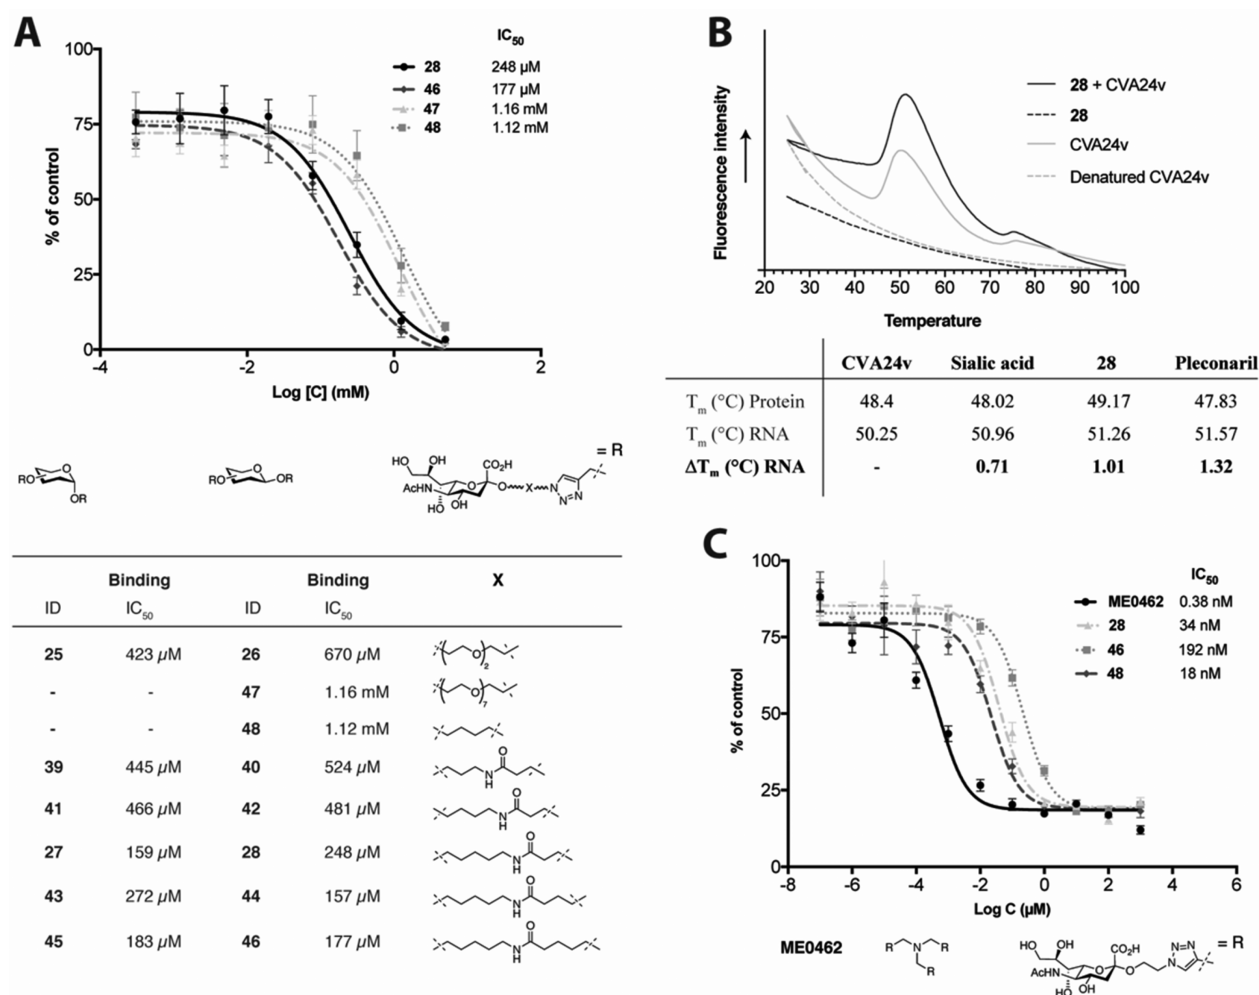 A
IC50
28 248 µM
46 177 µM
47 1.16 mM
48 1.12 mM
100
75
50
25
0
% of control
-4 -2 0 2
Log [C] (mM)
B
Fluorescence intensity
28 + CVA24v
28
CVA24v
Denatured CVA24v
20 30 40 50 60 70 80 90 100
Temperature
CVA24v Sialic acid 28 Pleconaril
Tm (°C) Protein 48.4 48.02 49.17 47.83
Tm (°C) RNA 50.25 50.96 51.26 51.57
ΔTm (°C) RNA - 0.71 1.01 1.32
RO O OR
RO O OR
HO OH CO2H = R
AcHN O O X N
HO OH N=N
Binding Binding X
ID IC50 ID IC50
25 423 µM 26 670 µM O 2
- - 47 1.16 mM O 7
- - 48 1.12 mM
39 445 µM 40 524 µM N H O
41 466 µM 42 481 µM N H O
27 159 µM 28 248 µM N H O
43 272 µM 44 157 µM N H O
45 183 µM 46 177 µM N H O
C
IC50
ME0462 0.38 nM
28 34 nM
46 192 nM
48 18 nM
100
75
50
25
0
% of control
-8 -6 -4 -2 0 2 4 6
Log C (µM)
ME0462 R N R R
HO OH CO2H N=N N = R
AcHN O O
HO OH